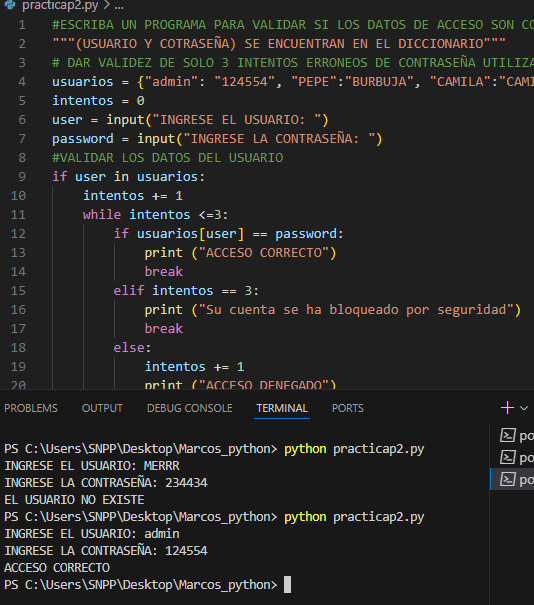 practicap2.py > ...
1 #ESCRIBA UN PROGRAMA PARA VALIDAR SI LOS DATOS DE ACCESO SON CO
2 """(USUARIO Y COTRASEÑA) SE ENCUENTRAN EN EL DICCIONARIO"""
3 # DAR VALIDEZ DE SOLO 3 INTENTOS ERRONEOS DE CONTRASEÑA UTILIZA
4 usuarios = {"admin": "124554", "PEPE":"BURBUJA", "CAMILA":"CAMI
5 intentos = 0
6 user = input("INGRESE EL USUARIO: ")
7 password = input("INGRESE LA CONTRASEÑA: ")
8 #VALIDAR LOS DATOS DEL USUARIO
9 if user in usuarios:
10 intentos += 1
11 while intentos <=3:
12 if usuarios[user] == password:
13 print ("ACCESO CORRECTO")
14 break
15 elif intentos == 3:
16 print ("Su cuenta se ha bloqueado por seguridad")
17 break
18 else:
19 intentos += 1
20 print ("ACCESO DENEGADO")
PROBLEMS OUTPUT DEBUG CONSOLE TERMINAL PORTS
PS C:\Users\SNPP\Desktop\Marcos_python> python practicap2.py
INGRESE EL USUARIO: MERRR
INGRESE LA CONTRASEÑA: 234434
EL USUARIO NO EXISTE
PS C:\Users\SNPP\Desktop\Marcos_python> python practicap2.py
INGRESE EL USUARIO: admin
INGRESE LA CONTRASEÑA: 124554
ACCESO CORRECTO
PS C:\Users\SNPP\Desktop\Marcos_python>
po
po
po